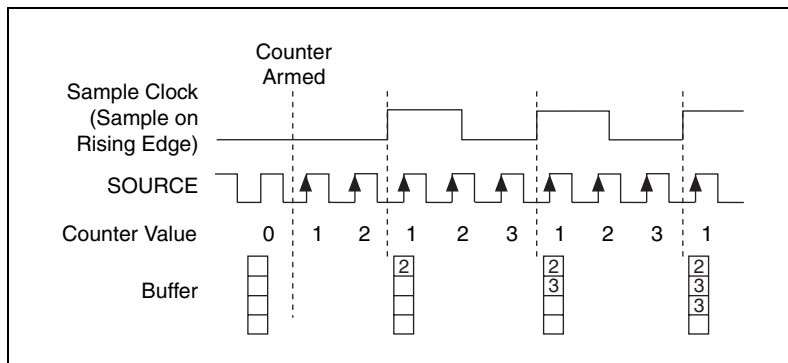 Counter
Armed
Sample Clock
(Sample on
Rising Edge)
SOURCE
Counter Value 0 1 2 1 2 3 1 2 3 1
Buffer
2
2
3
2
3
3